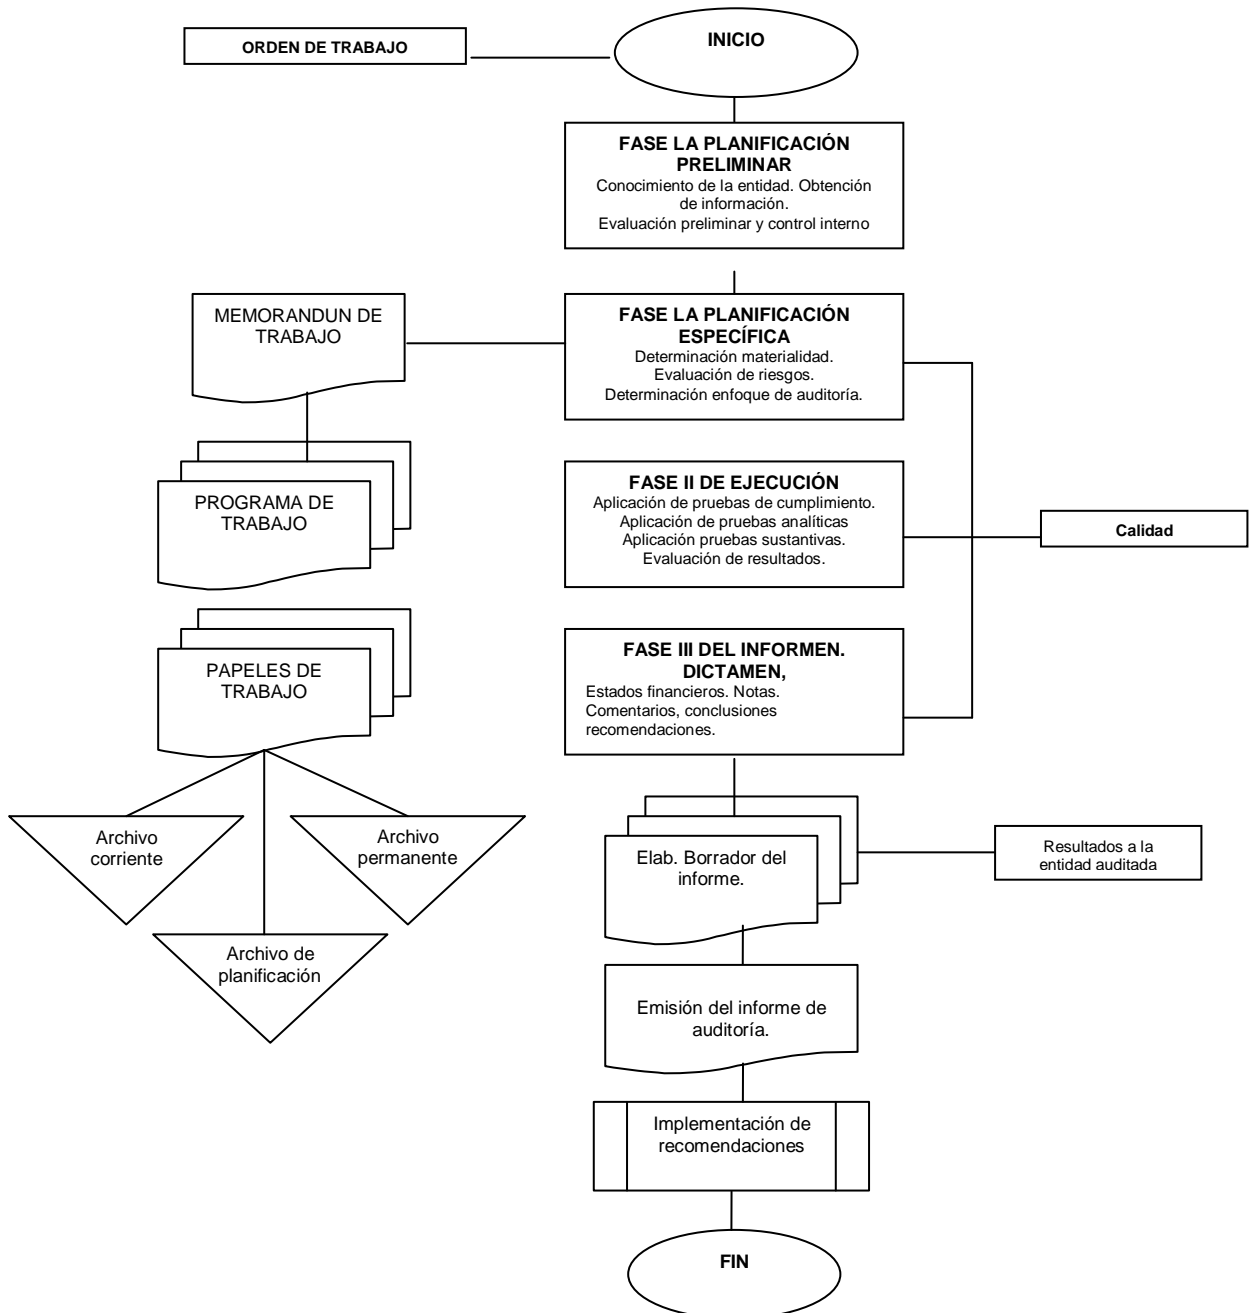 ORDEN DE TRABAJO
INICIO
FASE LA PLANIFICACIÓN
PRELIMINAR
Conocimiento de la entidad. Obtención
de información.
Evaluación preliminar y control interno
MEMORANDUN DE
TRABAJO
FASE LA PLANIFICACIÓN
ESPECÍFICA
Determinación materialidad.
Evaluación de riesgos.
Determinación enfoque de auditoría.
PROGRAMA DE
TRABAJO
FASE II DE EJECUCIÓN
Aplicación de pruebas de cumplimiento.
Aplicación de pruebas analíticas
Aplicación pruebas sustantivas.
Evaluación de resultados.
Calidad
PAPELES DE
TRABAJO
FASE III DEL INFORMEN.
DICTAMEN,
Estados financieros. Notas.
Comentarios, conclusiones
recomendaciones.
Archivo
corriente
Archivo
permanente
Archivo de
planificación
Elab. Borrador del
informe.
Resultados a la
entidad auditada
Emisión del informe de
auditoría.
Implementación de
recomendaciones
FIN